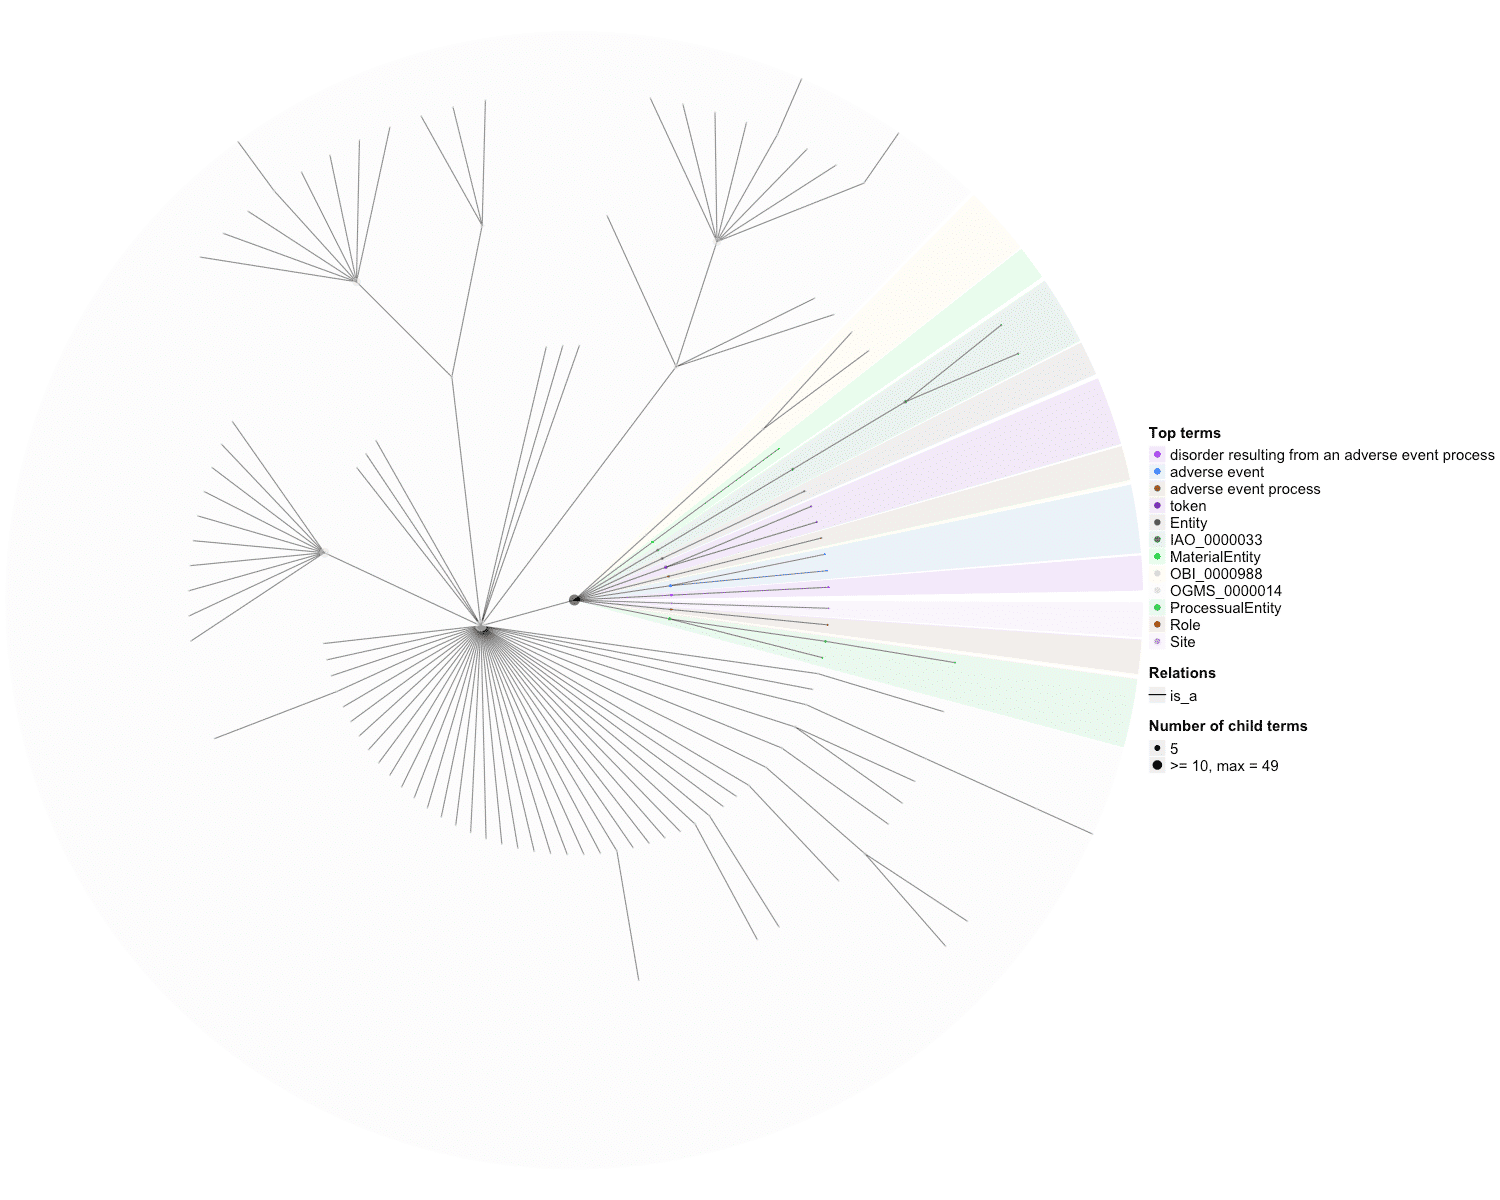 Top terms
disorder resulting from an adverse event process
adverse event
adverse event process
token
Entity
IAO_0000033
MaterialEntity
OBI_0000988
OGMS_0000014
ProcessualEntity
Role
Site
Relations
is_a
Number of child terms
5
>= 10, max = 49